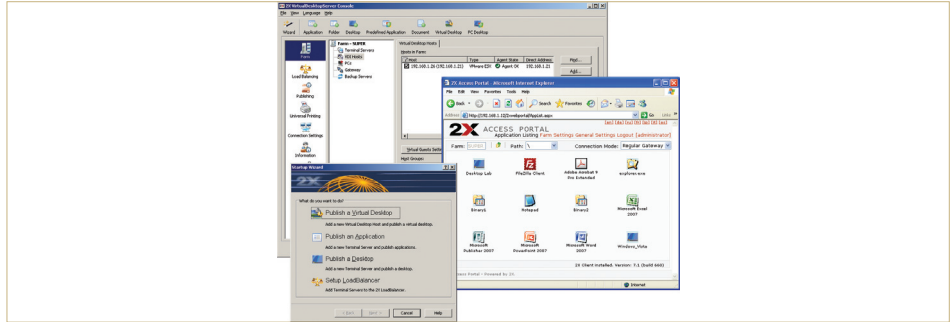 2X VirtualDesktopServer Console
File View Language Help
Wizard Application Folder Desktop Predefined Application Document Virtual Desktop PC Desktop
Farm
Load Balancing
Publishing
Universal Printing
Connection Settings
Information
Farm - SUPER
Terminal Servers
VDI Hosts
PCs
Gateway
Backup Servers
Virtual Desktop Hosts
Hosts in Farm:
Host Type Agent State Direct Address
192.168.1.26 (192.168.1.21) VMware ESX Agent OK 192.168.1.21
Add...
Virtual Guests
Host Groups:
2X Access Portal - Microsoft Internet Explorer
File Edit View Favorites Tools Help
Back Search Favorites
Address
Go Links
2X ACCESS PORTAL
Application Listing Farm Settings General Settings Logout [administrator]
Farm: SUPER Path: \ Connection Mode: Regular Gateway
Desktop Lab
FileZilla Client
Adobe Acrobat 9 Pro Extended
explorer.exe
Binary1
Notepad
Binary2
Microsoft Excel 2007
Microsoft Publisher 2007
Microsoft PowerPoint 2007
Microsoft Word 2007
Windows_Vista
2X Client installed. Version: 7.1 (build 660)
Access Portal - Powered by 2X
Internet
Startup Wizard
2X
What do you want to do?
Publish a Virtual Desktop
Add a new Virtual Desktop Host and publish a virtual desktop.
Publish an Application
Add a new Terminal Server and publish applications.
Publish a Desktop
Add a new Terminal Server and publish a desktop.
Setup LoadBalancer
Add Terminal Servers to the 2X LoadBalancer.
< Back Next > Cancel Help